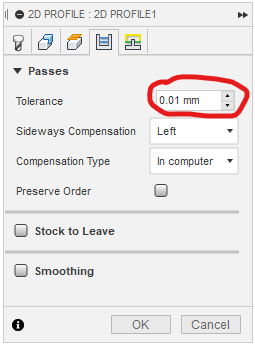 2D PROFILE : 2D PROFILE1
Passes
Tolerance 0.01 mm
Sideways Compensation Left
Compensation Type In computer
Preserve Order
Stock to Leave
Smoothing
OK Cancel